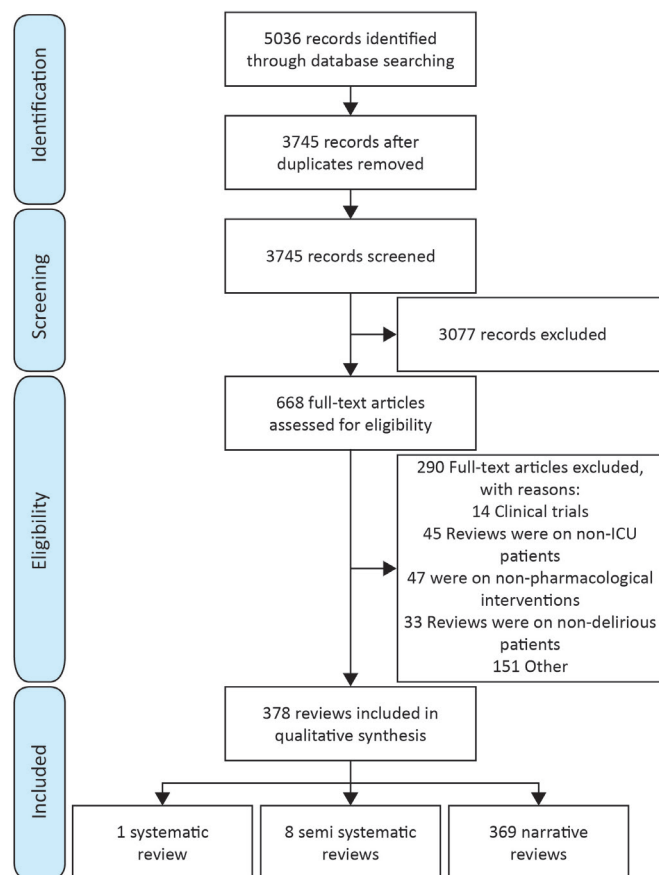 Identification
5036 records identified
through database searching
3745 records after
duplicates removed
Screening
3745 records screened
3077 records excluded
Eligibility
668 full-text articles
assessed for eligibility
290 Full-text articles excluded,
with reasons:
14 Clinical trials
45 Reviews were on non-ICU
patients
47 were on non-pharmacological
interventions
33 Reviews were on non-delirious
patients
151 Other
Included
378 reviews included in
qualitative synthesis
1 systematic
review
8 semi systematic
reviews
369 narrative
reviews